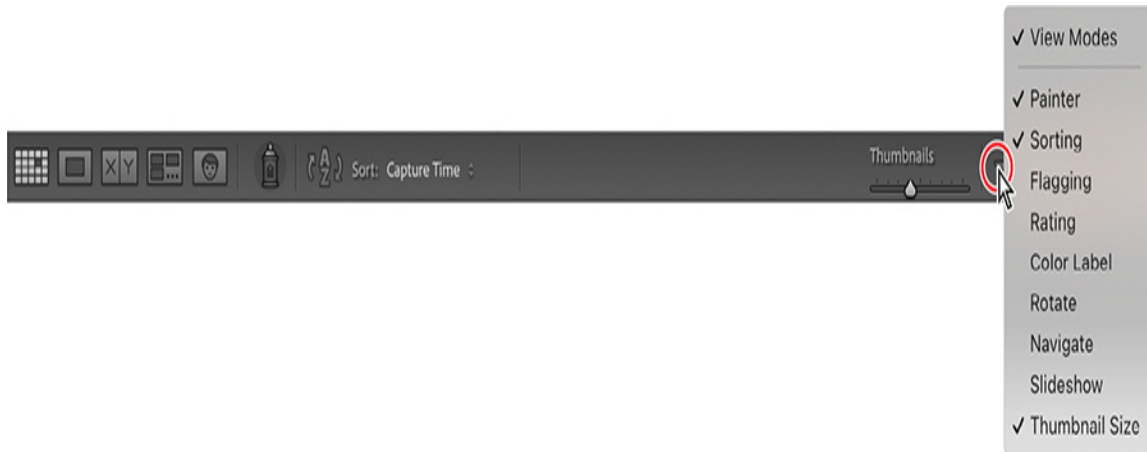 X Y
A
Z
Sort: Capture Time
Thumbnails
✓ View Modes
✓ Painter
✓ Sorting
Flagging
Rating
Color Label
Rotate
Navigate
Slideshow
✓ Thumbnail Size